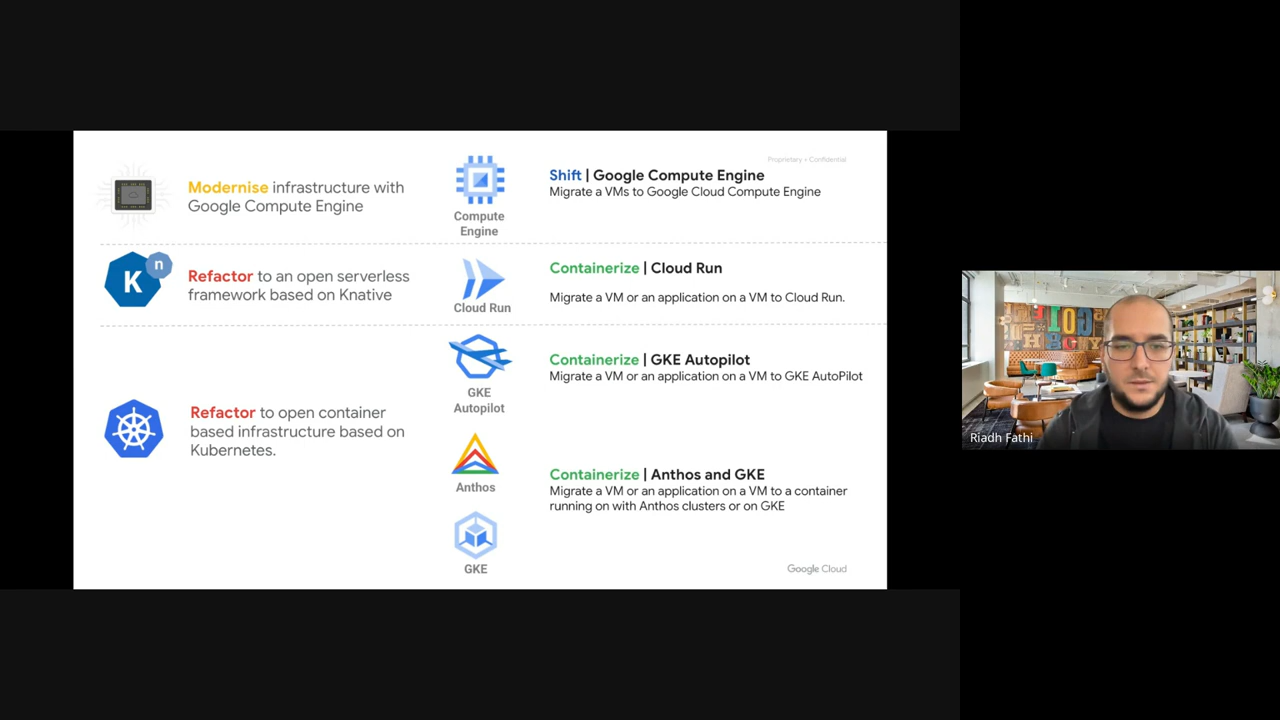 Proprietary + Confidential
Modernise infrastructure with
Google Compute Engine
Compute
Engine
Shift | Google Compute Engine
Migrate a VMs to Google Cloud Compute Engine
K
n
Refactor to an open serverless
framework based on Knative
Cloud Run
Containerize | Cloud Run
Migrate a VM or an application on a VM to Cloud Run.
Refactor to open container
based infrastructure based on
Kubernetes.
GKE
Autopilot
Containerize | GKE Autopilot
Migrate a VM or an application on a VM to GKE AutoPilot
Anthos
Containerize | Anthos and GKE
Migrate a VM or an application on a VM to a container
running on with Anthos clusters or on GKE
GKE
Google Cloud
Riadh Fathi